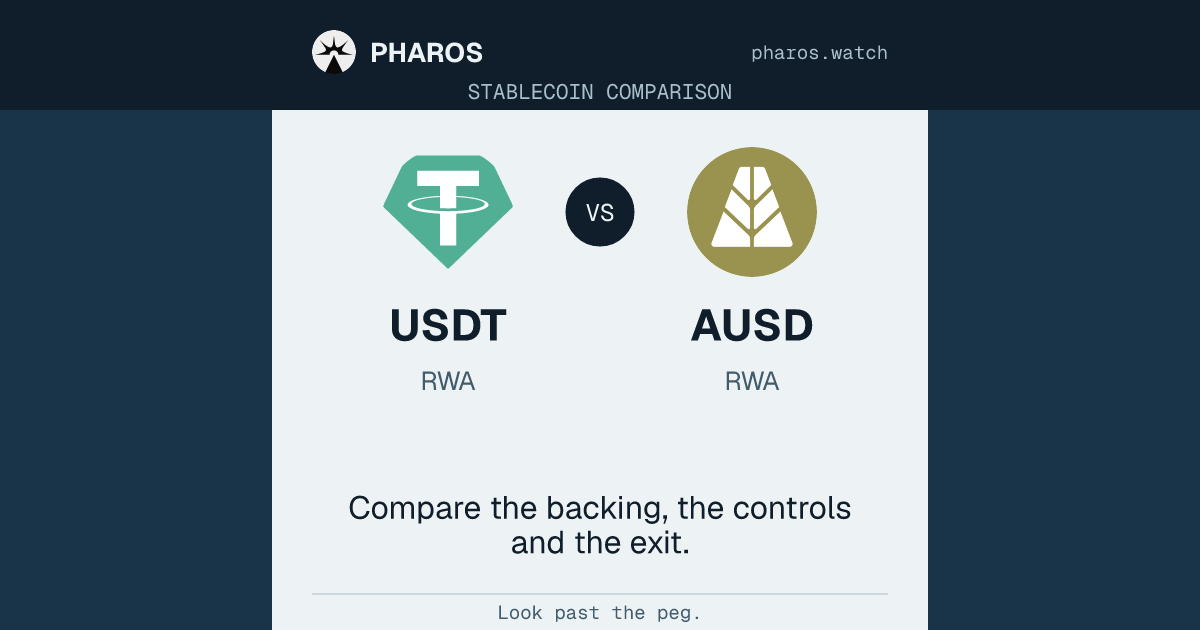 PHAROS
pharos.watch
STABLECOIN COMPARISON
VS
USDT
AUSD
RWA
RWA
Compare the backing, the controls
and the exit.
Look past the peg.